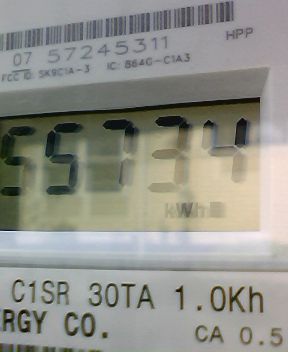 07 57245311
HPP
FCC ID: SK9C1A-3 IC: 864G-C1A3
55734
kWh
C1SR 30TA 1.0Kh
ERGY CO.
CA 0.5